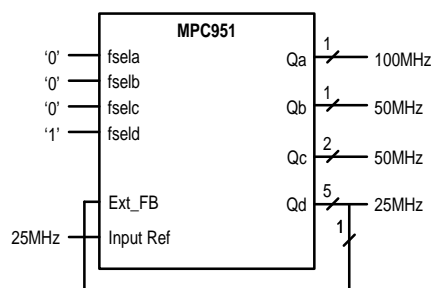 MPC951
'0' fsela Qa 1 100MHz
'0' fselb Qb 1 50MHz
'0' fselc
'1' fseld Qc 2 50MHz
Ext_FB Qd 5 25MHz
25MHz Input Ref 1